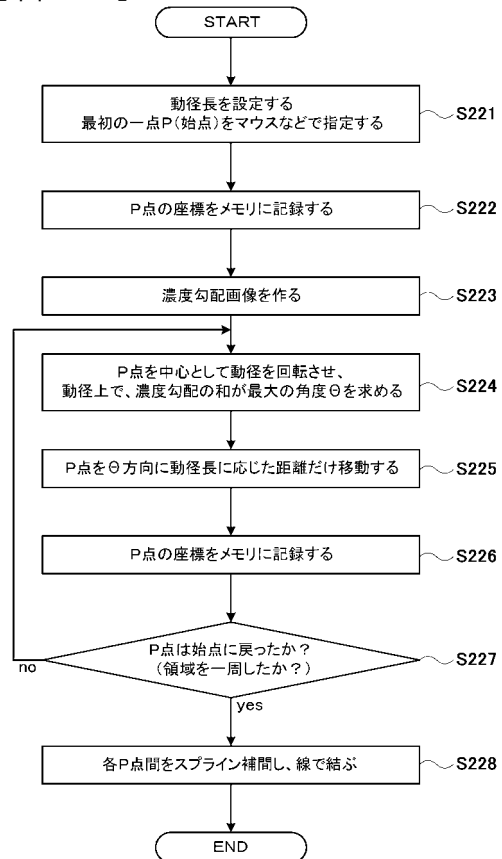 START
動径長を設定する
最初の一点P(始点)をマウスなどで指定する
S221
P点の座標をメモリに記録する
S222
濃度勾配画像を作る
S223
P点を中心として動径を回転させ、
動径上で、濃度勾配の和が最大の角度Θを求める
S224
P点をΘ方向に動径長に応じた距離だけ移動する
S225
P点の座標をメモリに記録する
S226
P点は始点に戻ったか?
(領域を一周したか?)
S227
no
yes
各P点間をスプライン補間し、線で結ぶ
S228
END